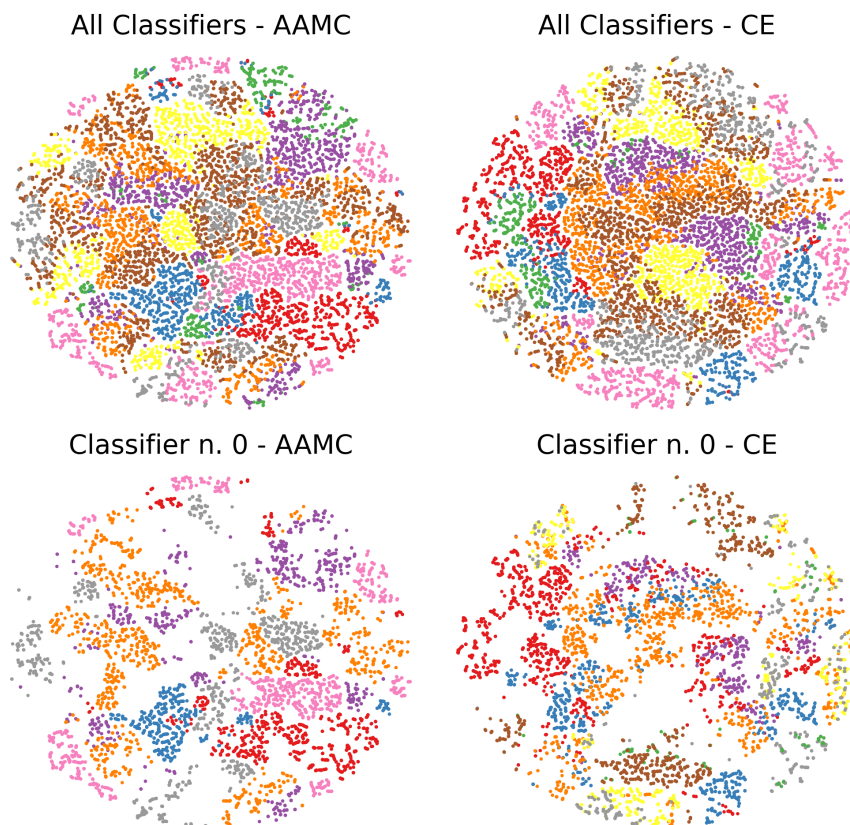 All Classifiers - AAMC
All Classifiers - CE
Classifier n. 0 - AAMC
Classifier n. 0 - CE